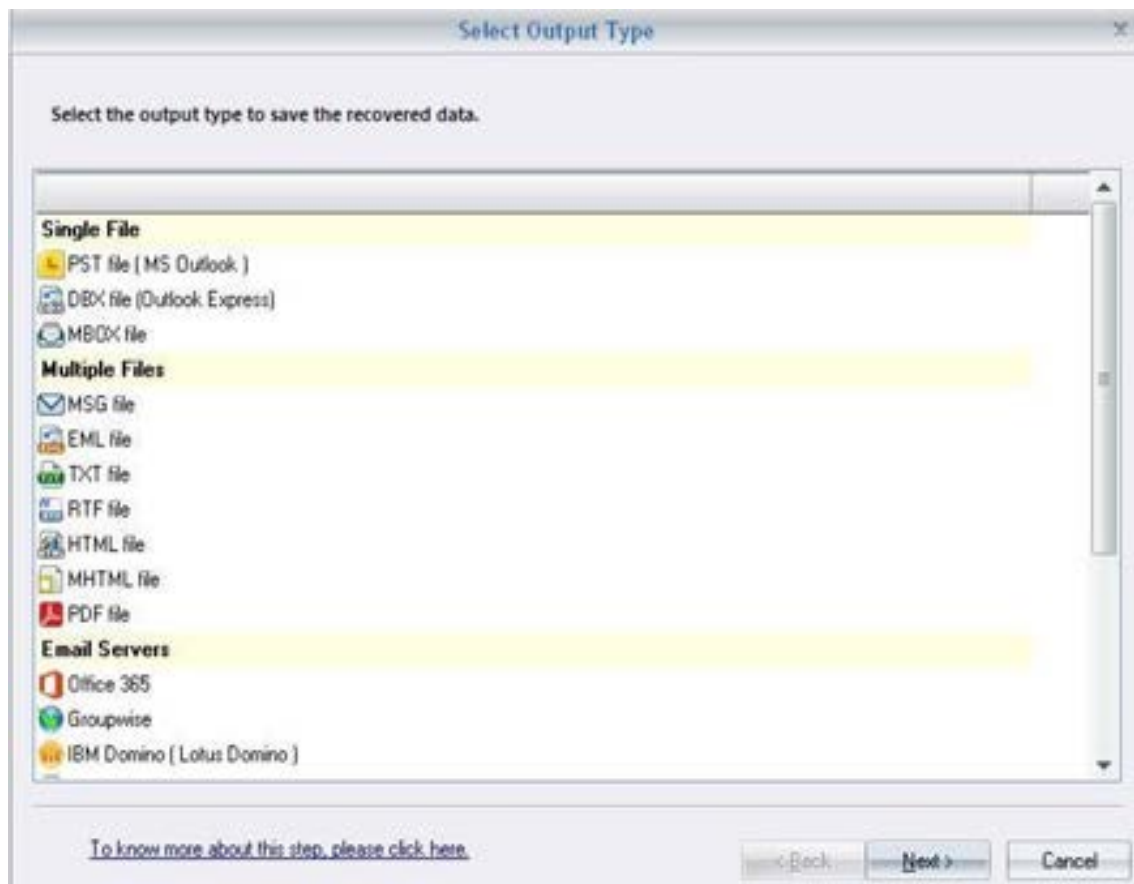 Select Output Type
Select the output type to save the recovered data.
Single File
PST file ( MS Outlook )
DBX file (Outlook Express)
MBOX file
Multiple Files
MSG file
EML file
TXT file
RTF file
HTML file
MHTML file
PDF file
Email Servers
Office 365
Groupwise
IBM Domino ( Lotus Domino )
To know more about this step, please click here.
< Back
Next >
Cancel